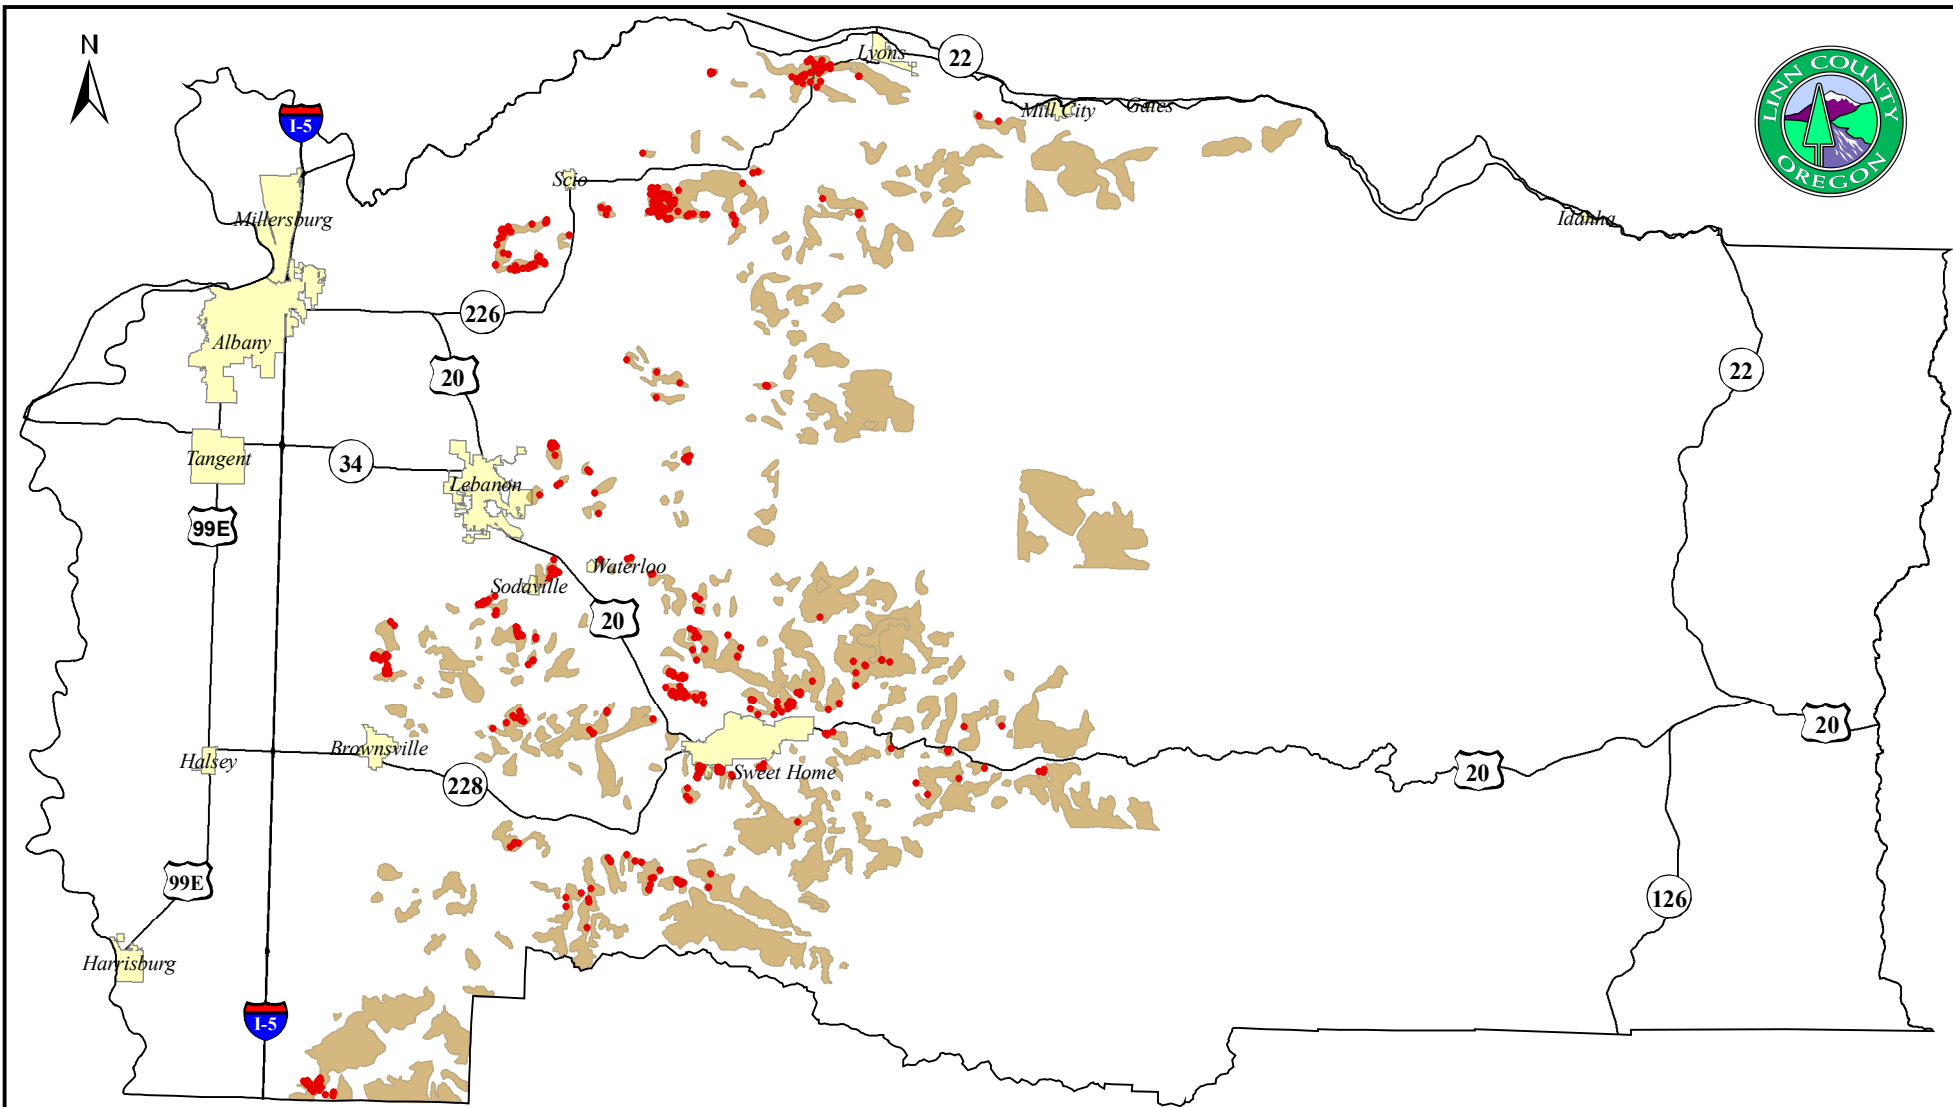 N
Lyons
22
LINN COUNTY
OREGON
I-5
Mill City
Gates
Scio
Millersburg
Idanha
226
Albany
20
22
Tangent
34
Lebanon
99E
Waterloo
Sodaville
20
20
Brownsville
Halsey
Sweet Home
20
228
99E
126
Harrisburg
I-5